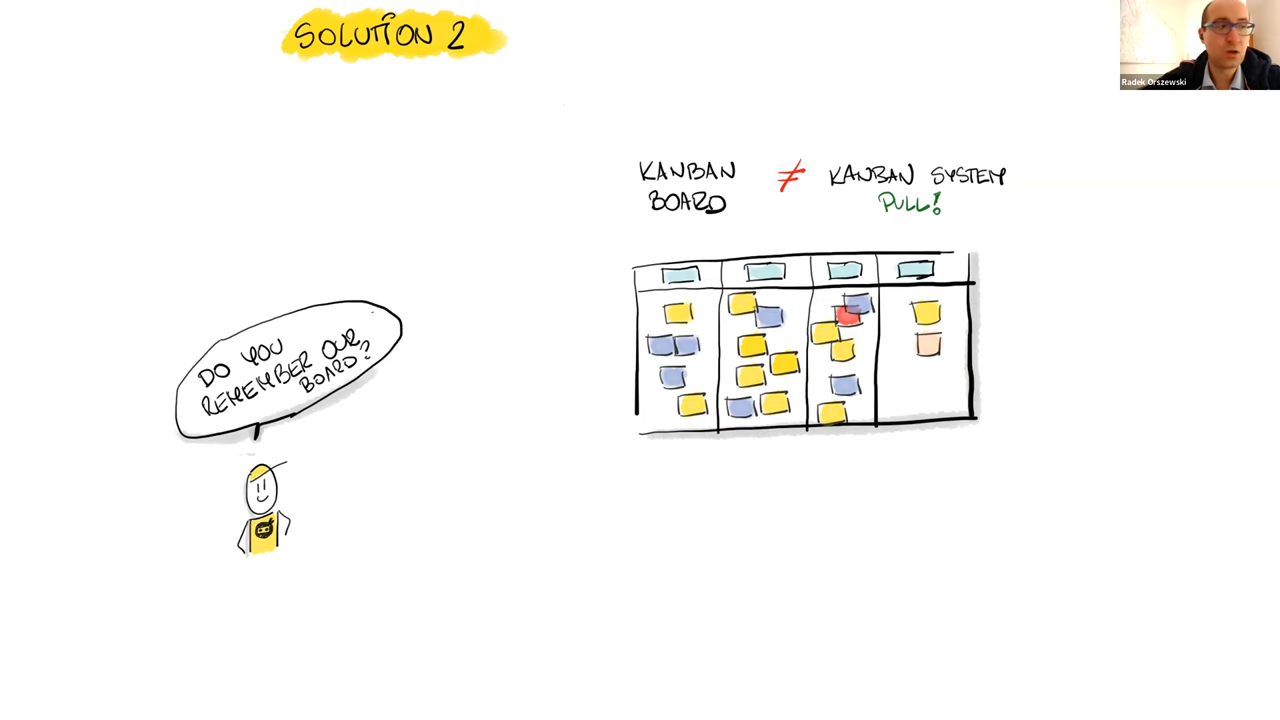 SOLUTION 2
Radek Orszewski
KANBAN ≠ KANBAN SYSTEM
BOARD PULL!
DO YOU
REMEMBER OUR
BOARD?